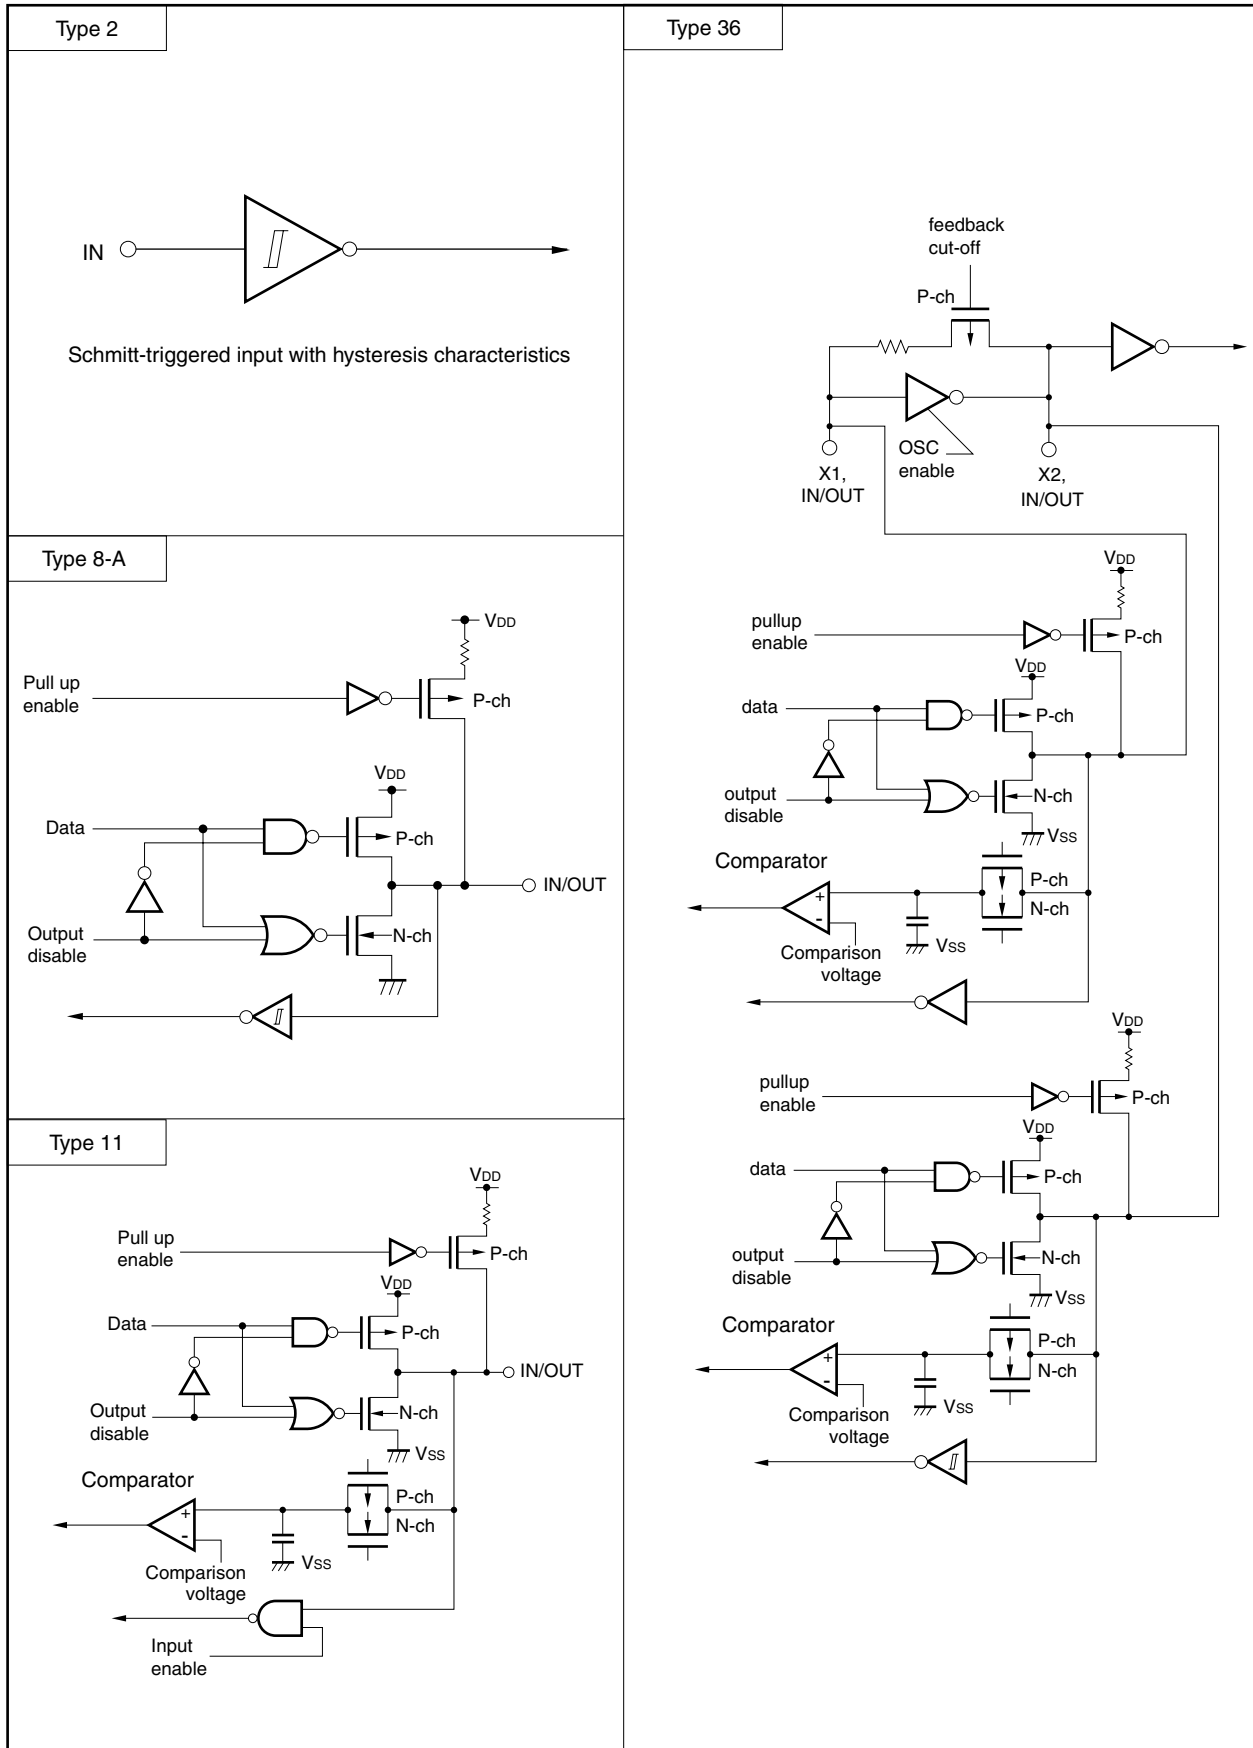 Type 2
IN
Schmitt-triggered input with hysteresis characteristics
Type 8-A
VDD
Pull up
enable
P-ch
VDD
Data
P-ch
IN/OUT
Output
disable
N-ch
Type 11
VDD
Pull up
enable
P-ch
VDD
Data
P-ch
IN/OUT
Output
disable
N-ch
VSS
Comparator
P-ch
N-ch
+
-
VSS
Comparison
voltage
Input
enable
Type 36
feedback
cut-off
P-ch
OSC
enable
X1,
IN/OUT
X2,
IN/OUT
VDD
pullup
enable
P-ch
VDD
data
P-ch
output
disable
N-ch
VSS
Comparator
P-ch
N-ch
+
-
VSS
Comparison
voltage
VDD
pullup
enable
P-ch
VDD
data
P-ch
output
disable
N-ch
VSS
Comparator
P-ch
N-ch
+
-
VSS
Comparison
voltage